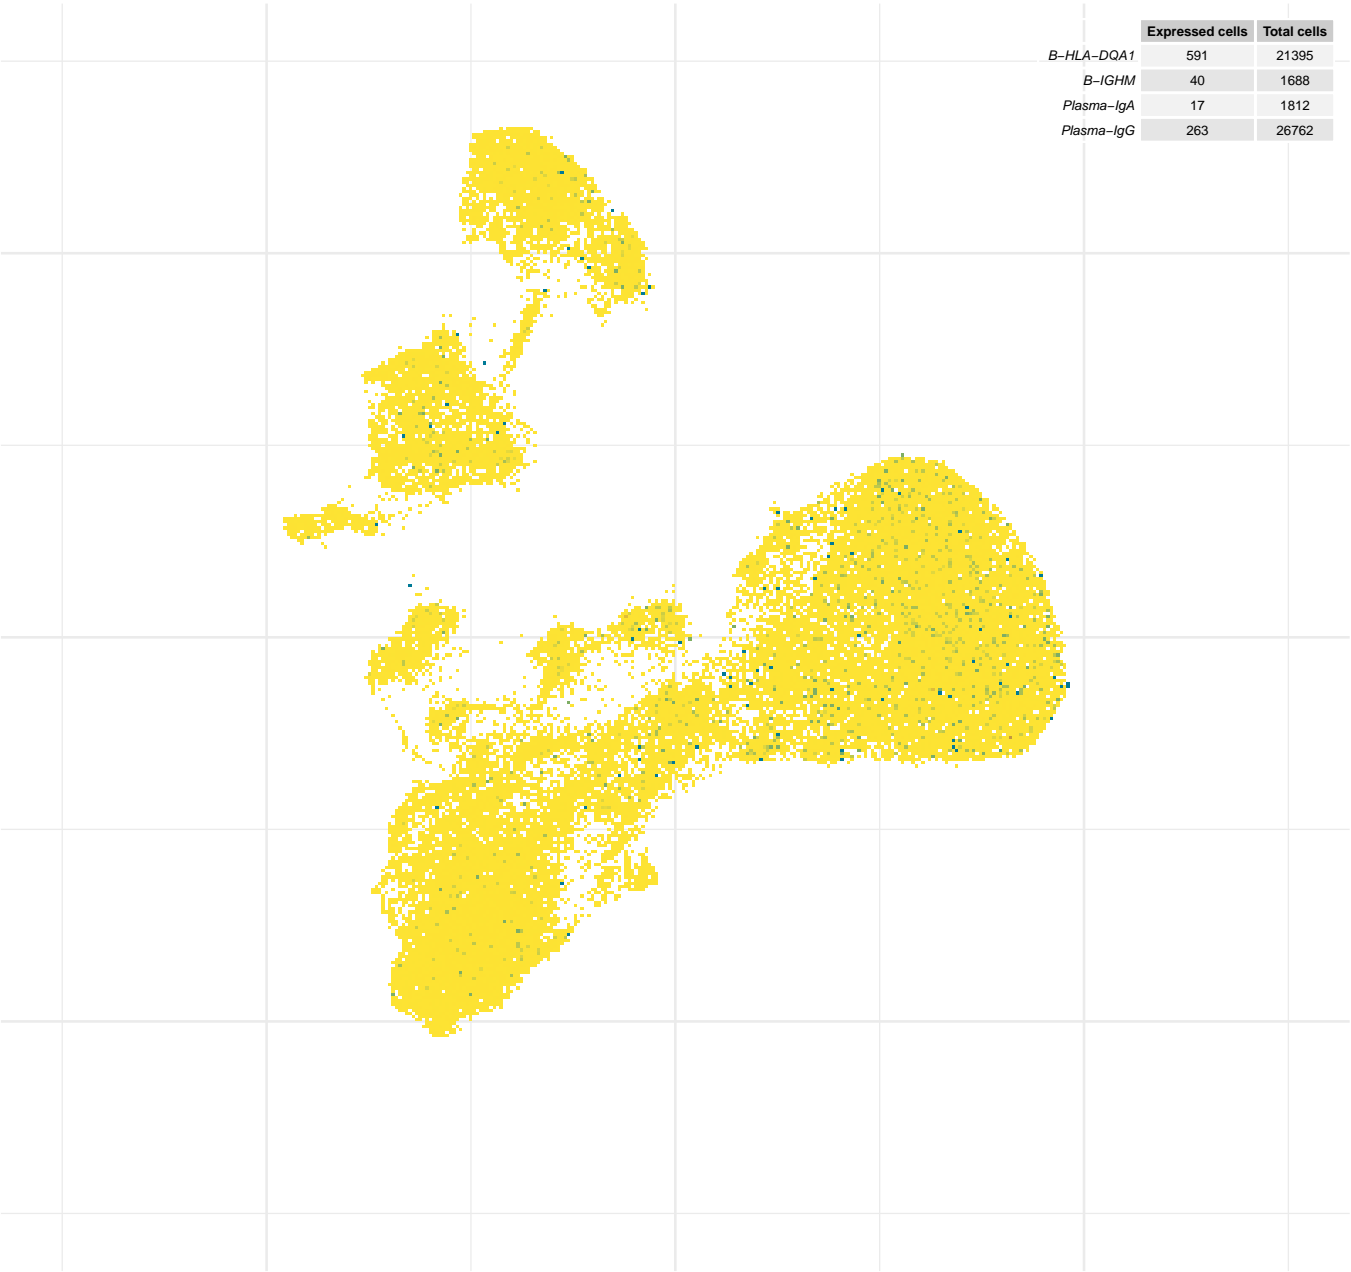 Expressed cells Total cells
B−HLA−DQA1 591 21395
B−IGHM 40 1688
Plasma−IgA 17 1812
Plasma−IgG 263 26762